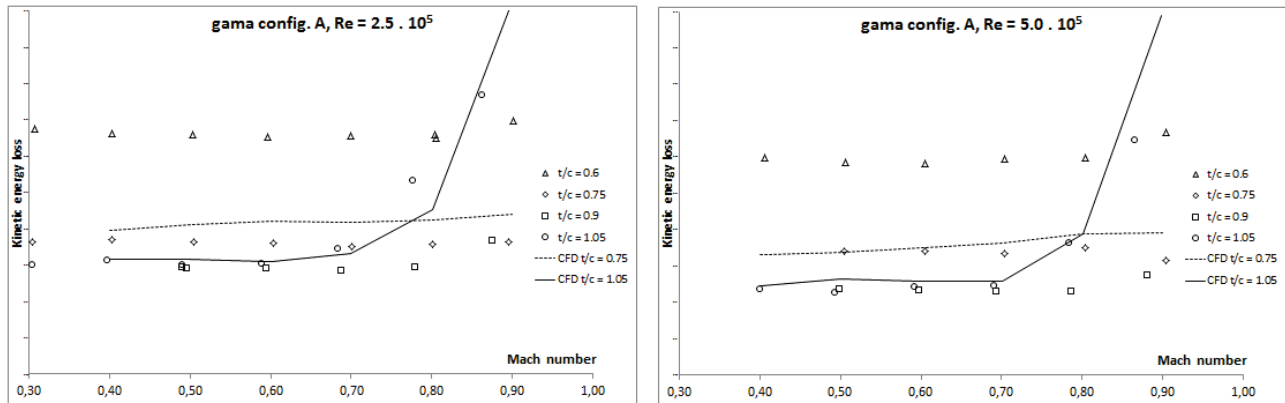 gama config. A, Re = 2.5 . 10⁵
Kinetic energy loss
t/c = 0.6
t/c = 0.75
t/c = 0.9
t/c = 1.05
CFD t/c = 0.75
CFD t/c = 1.05
Mach number
0,30 0,40 0,50 0,60 0,70 0,80 0,90 1,00
gama config. A, Re = 5.0 . 10⁵
Kinetic energy loss
t/c = 0.6
t/c = 0.75
t/c = 0.9
t/c = 1.05
CFD t/c = 0.75
CFD t/c = 1.05
Mach number
0,30 0,40 0,50 0,60 0,70 0,80 0,90 1,00